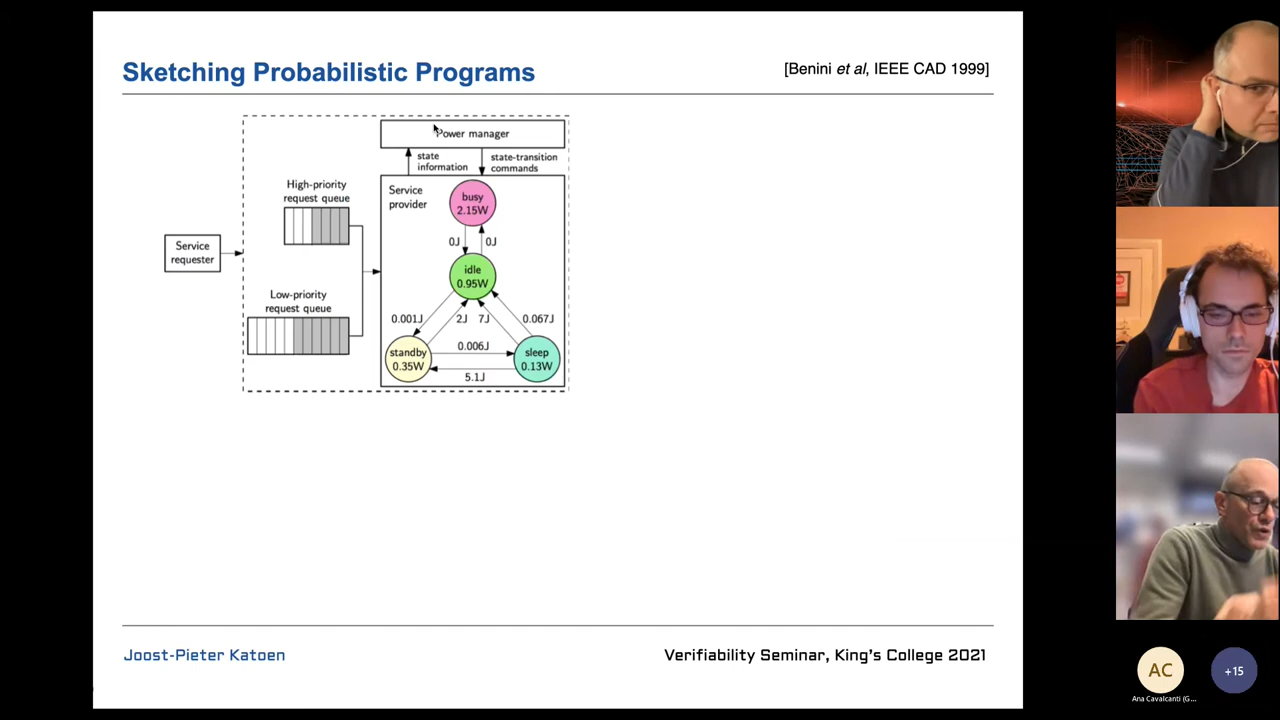 Sketching Probabilistic Programs
[Benini et al, IEEE CAD 1999]
Power manager
state
information
state-transition
commands
Service
provider
High-priority
request queue
busy
2.15W
0J
0J
Service
requester
idle
0.95W
Low-priority
request queue
0.001J
2J
7J
0.067J
standby
0.35W
0.006J
sleep
0.13W
5.1J
Joost-Pieter Katoen
Verifiability Seminar, King's College 2021
AC
+15
Ana Cavalcanti (G...